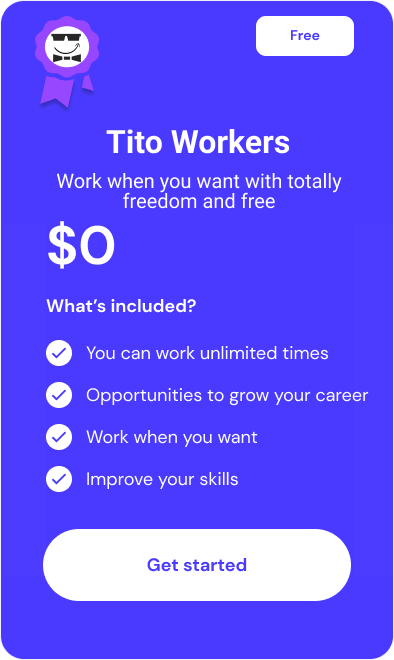 Free
Tito Workers
Work when you want with totally
freedom and free
$0
What's included?
You can work unlimited times
Opportunities to grow your career
Work when you want
Improve your skills
Get started